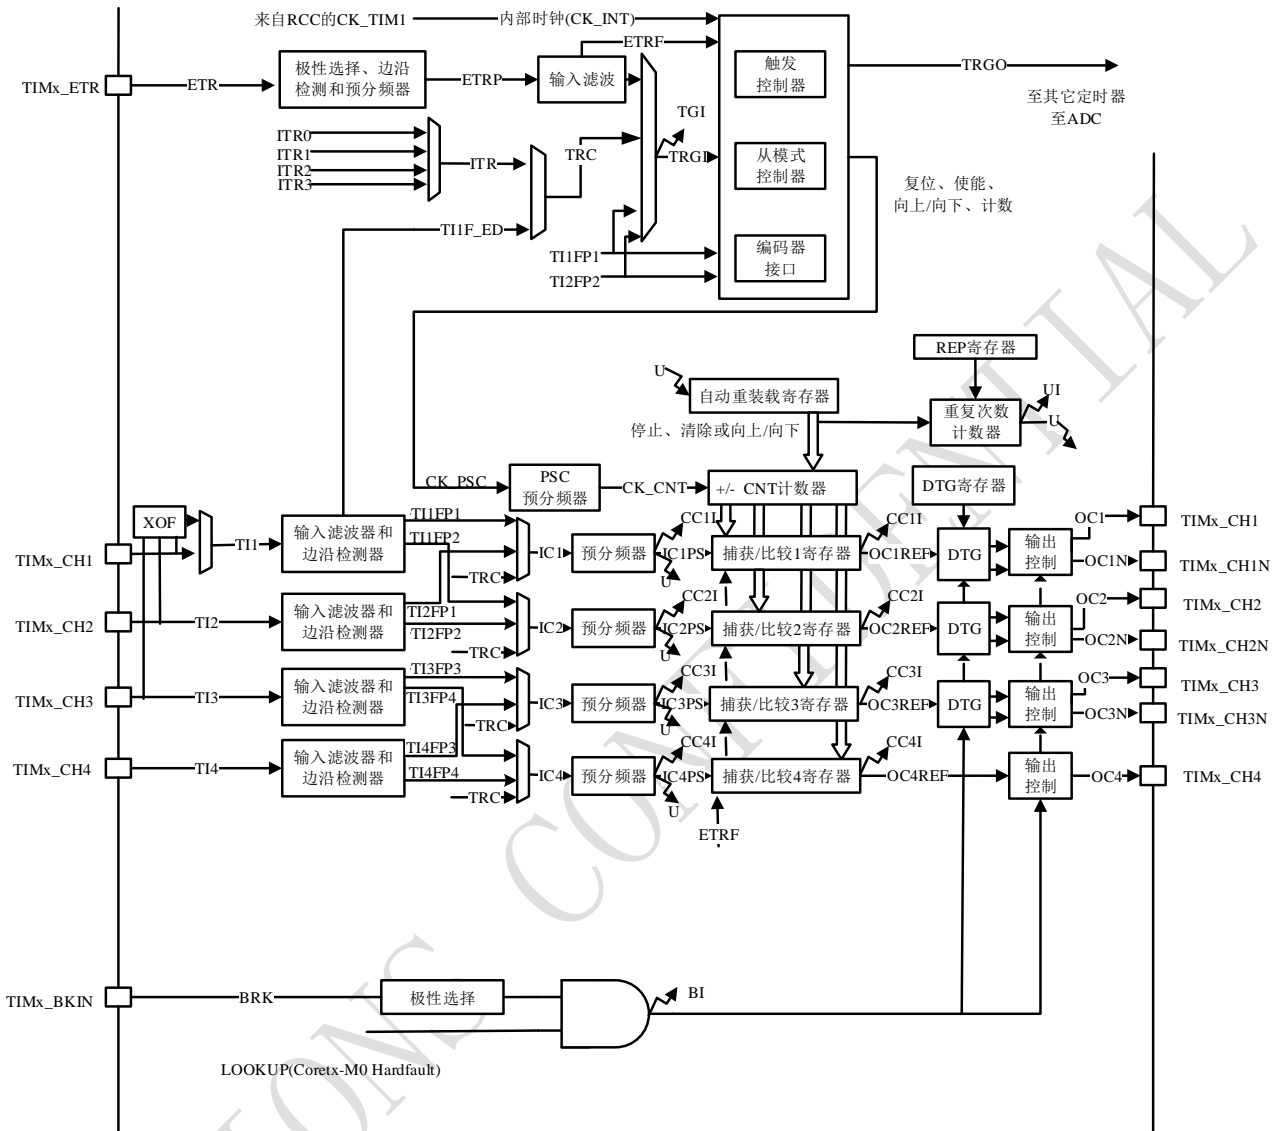 来自RCC的CK_TIM1
内部时钟(CK_INT)
ETRF
TIMx_ETR
ETR
极性选择、边沿
检测和预分频器
ETRP
输入滤波
触发
控制器
TRGO
至其它定时器
至ADC
TGI
ITR0
ITR1
ITR2
ITR3
ITR
TRC
TRGI
从模式
控制器
复位、使能、
向上/向下、计数
TI1F_ED
TI1FP1
TI2FP2
编码器
接口
REP寄存器
U
自动重装载寄存器
停止、清除或向上/向下
重复次数
计数器
UI
U
CK_PSC
PSC
预分频器
CK_CNT
+/- CNT计数器
DTG寄存器
XOF
TIMx_CH1
TI1
输入滤波器和
边沿检测器
TI1FP1
TI1FP2
TRC
IC1
预分频器
CC1I
IC1PS
U
捕获/比较1寄存器
CC1I
OC1REF
DTG
输出
控制
OC1
OC1N
TIMx_CH1
TIMx_CH1N
TIMx_CH2
TI2
输入滤波器和
边沿检测器
TI2FP1
TI2FP2
TRC
IC2
预分频器
CC2I
IC2PS
U
捕获/比较2寄存器
CC2I
OC2REF
DTG
输出
控制
OC2
OC2N
TIMx_CH2
TIMx_CH2N
TIMx_CH3
TI3
输入滤波器和
边沿检测器
TI3FP3
TI3FP4
TRC
IC3
预分频器
CC3I
IC3PS
U
捕获/比较3寄存器
CC3I
OC3REF
DTG
输出
控制
OC3
OC3N
TIMx_CH3
TIMx_CH3N
TIMx_CH4
TI4
输入滤波器和
边沿检测器
TI4FP3
TI4FP4
TRC
IC4
预分频器
CC4I
IC4PS
U
捕获/比较4寄存器
CC4I
OC4REF
输出
控制
OC4
TIMx_CH4
ETRF
TIMx_BKIN
BRK
极性选择
BI
LOOKUP(Coretx-M0 Hardfault)
IONS CONFIDENTIAL